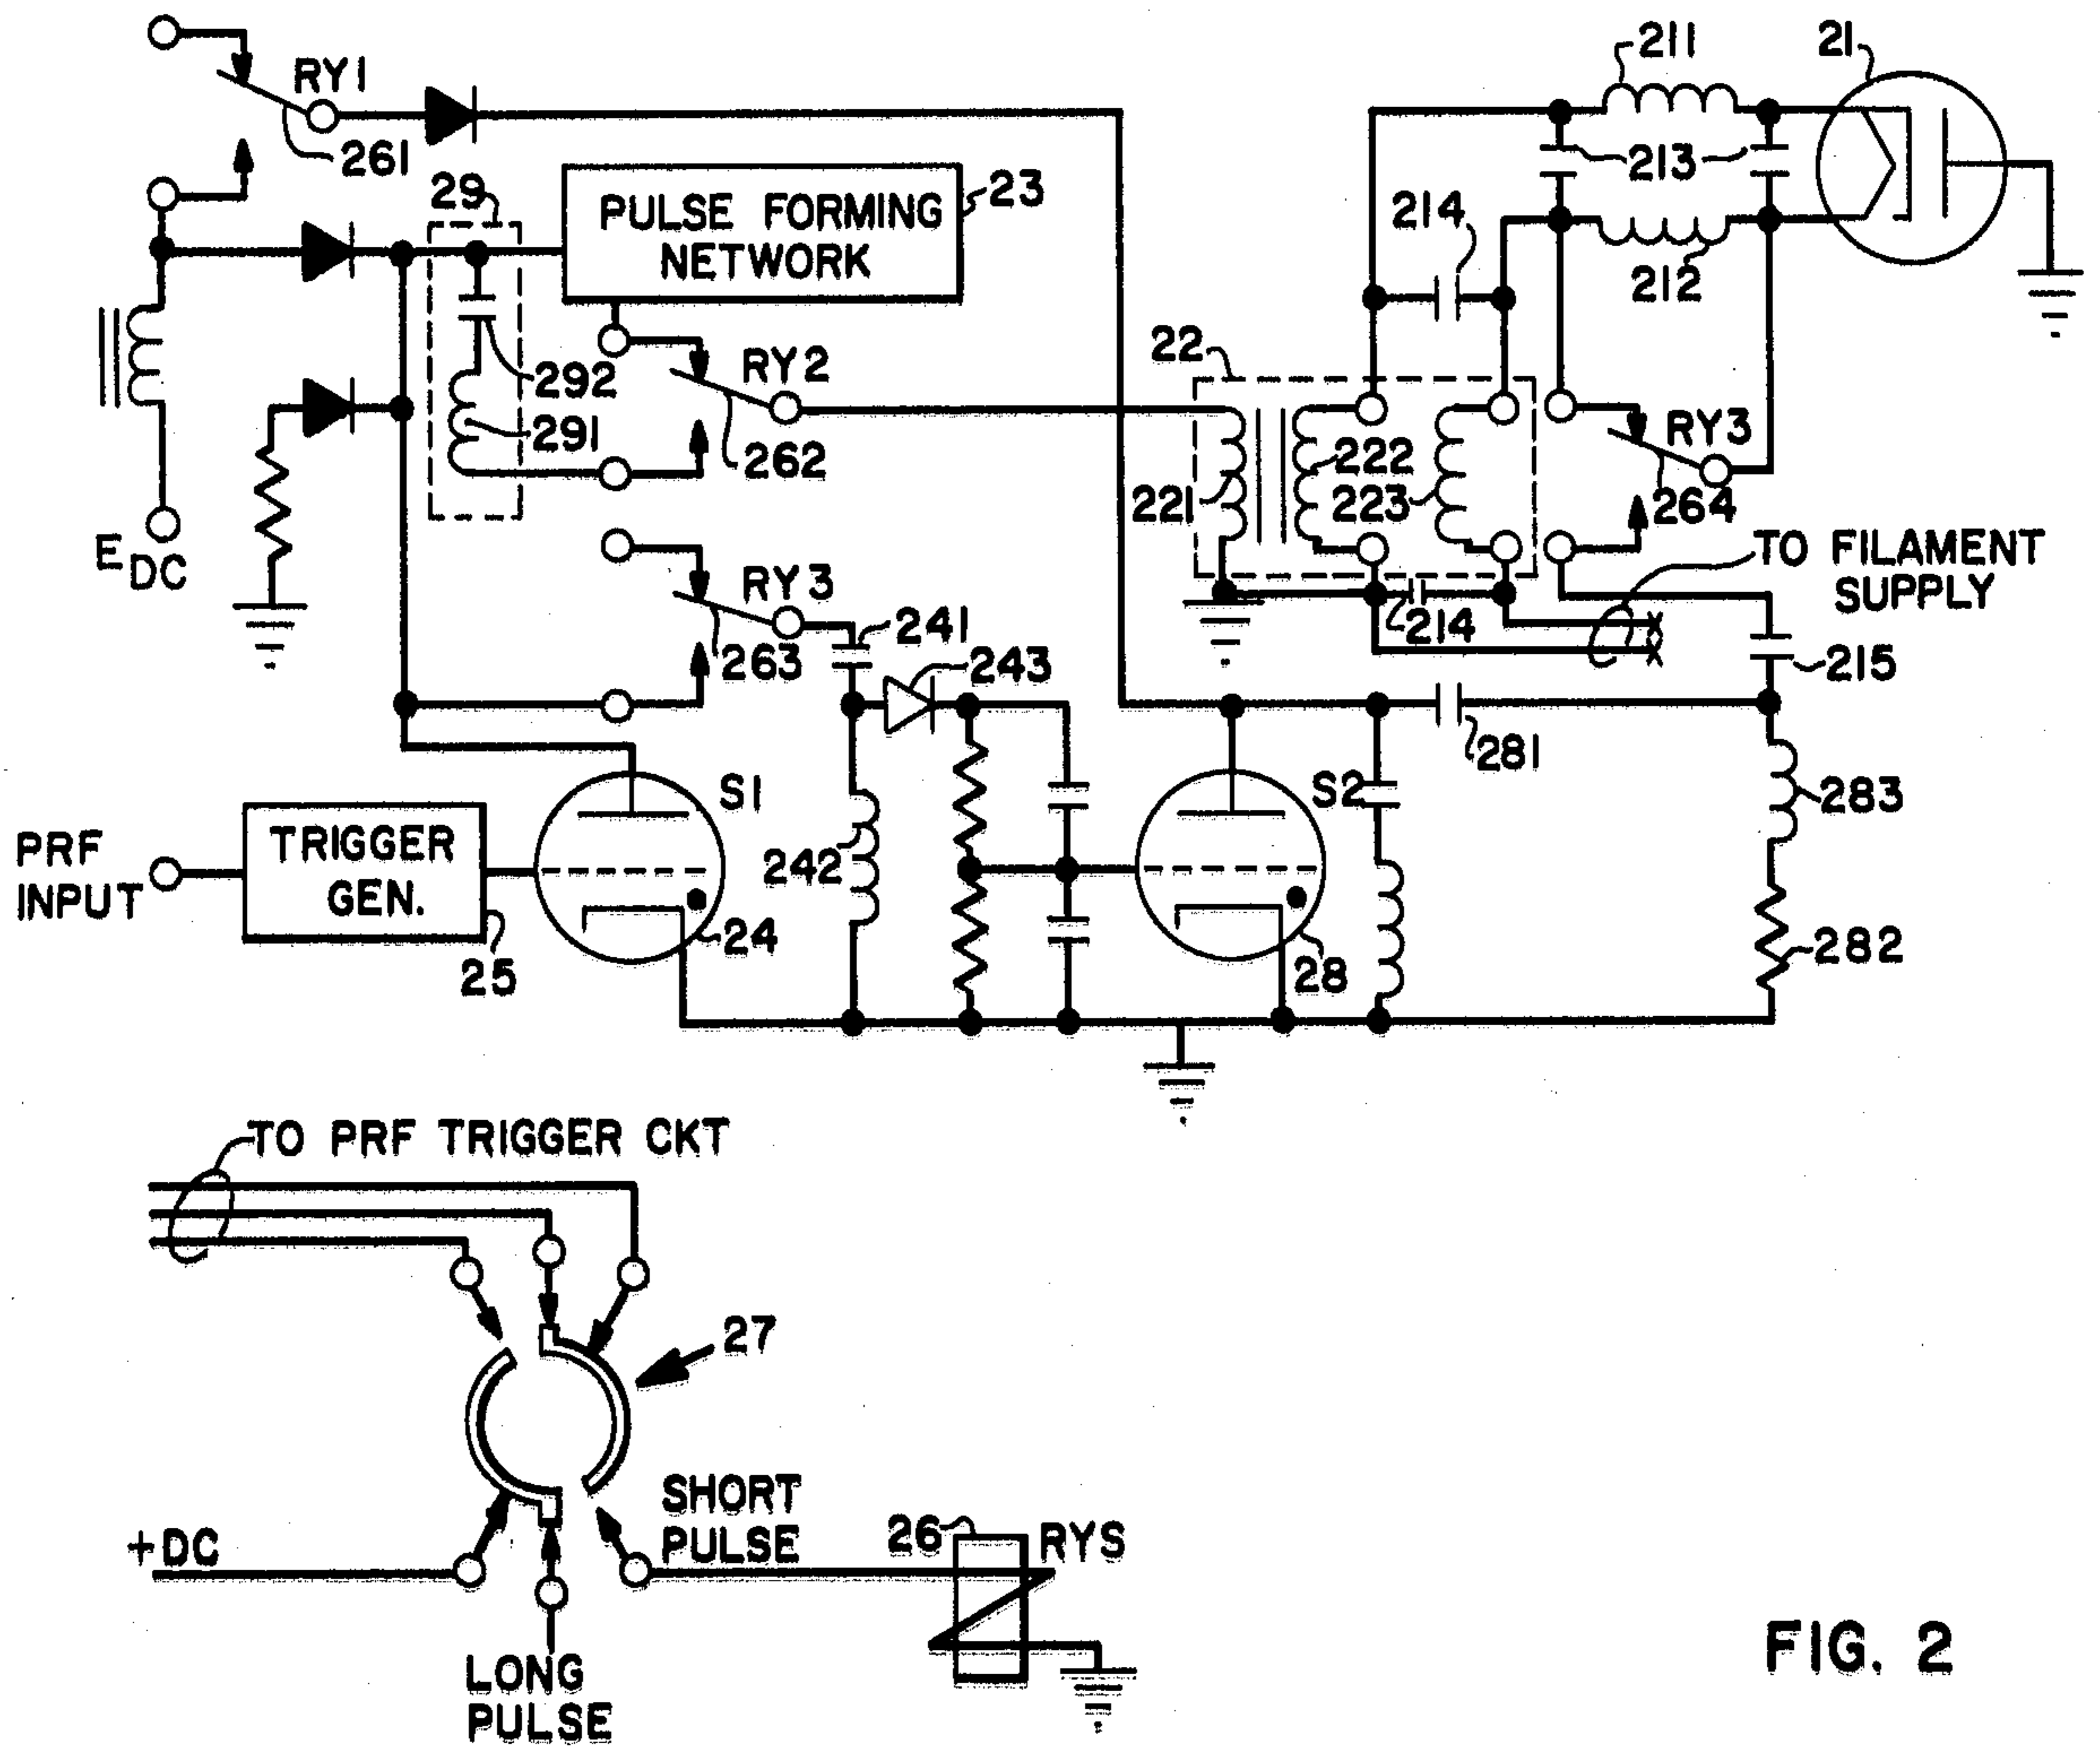 211
21
RY1
261
213
29
PULSE FORMING
NETWORK
23
214
212
22
292
RY2
291
262
222
221
223
RY3
264
EDC
TO FILAMENT
SUPPLY
RY3
263
241
214
215
243
281
S1
S2
283
PRF
INPUT
TRIGGER
GEN.
242
24
25
28
282
TO PRF TRIGGER CKT
27
+DC
SHORT
PULSE
26
RYS
LONG
PULSE
FIG. 2